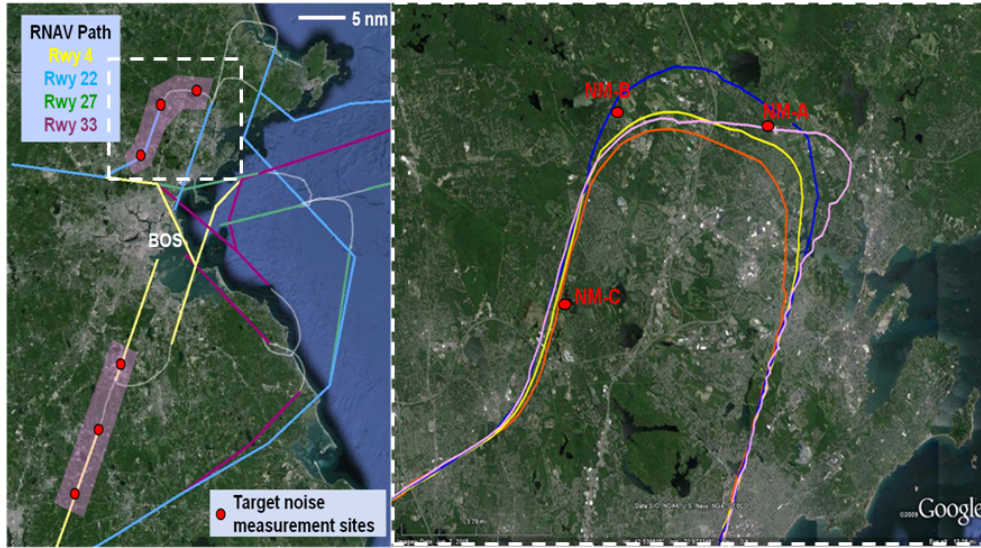 RNAV Path
Rwy 4
Rwy 22
Rwy 27
Rwy 33
5 nm
BOS
Target noise
measurement sites
NM-B
NM-A
NM-C
Google